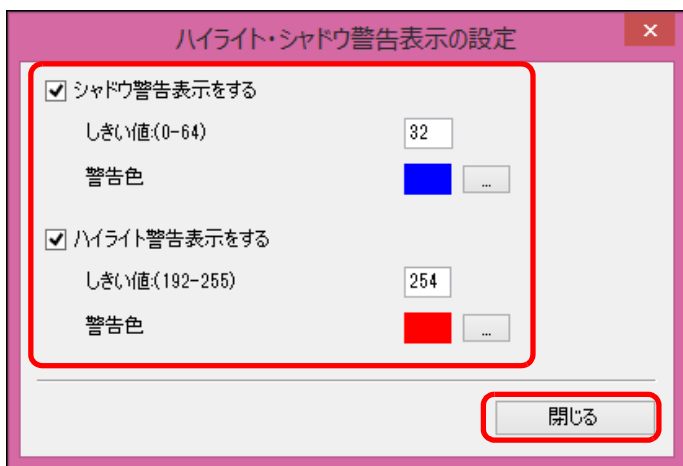 ハイライト・シャドウ警告表示の設定
シャドウ警告表示をする
しきい値:(0-64) 32
警告色 ...
ハイライト警告表示をする
しきい値:(192-255) 254
警告色 ...
閉じる